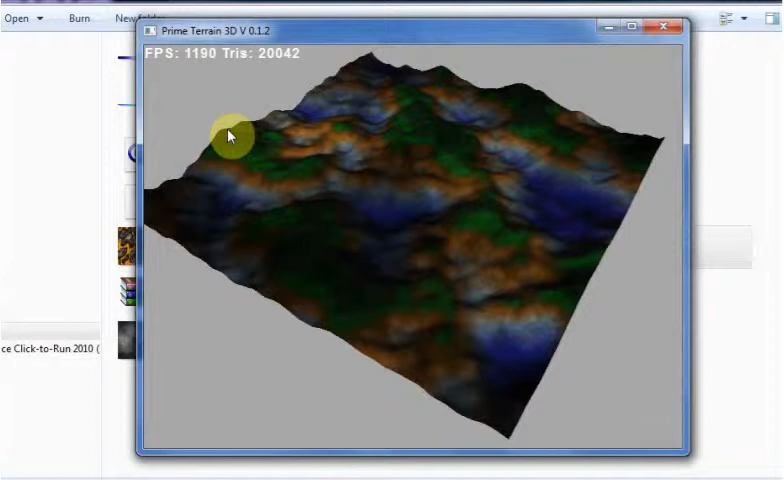 Open Burn New folder
Prime Terrain 3D V 0.1.2
FPS: 1190 Tris: 20042
ce Click-to-Run 2010 (